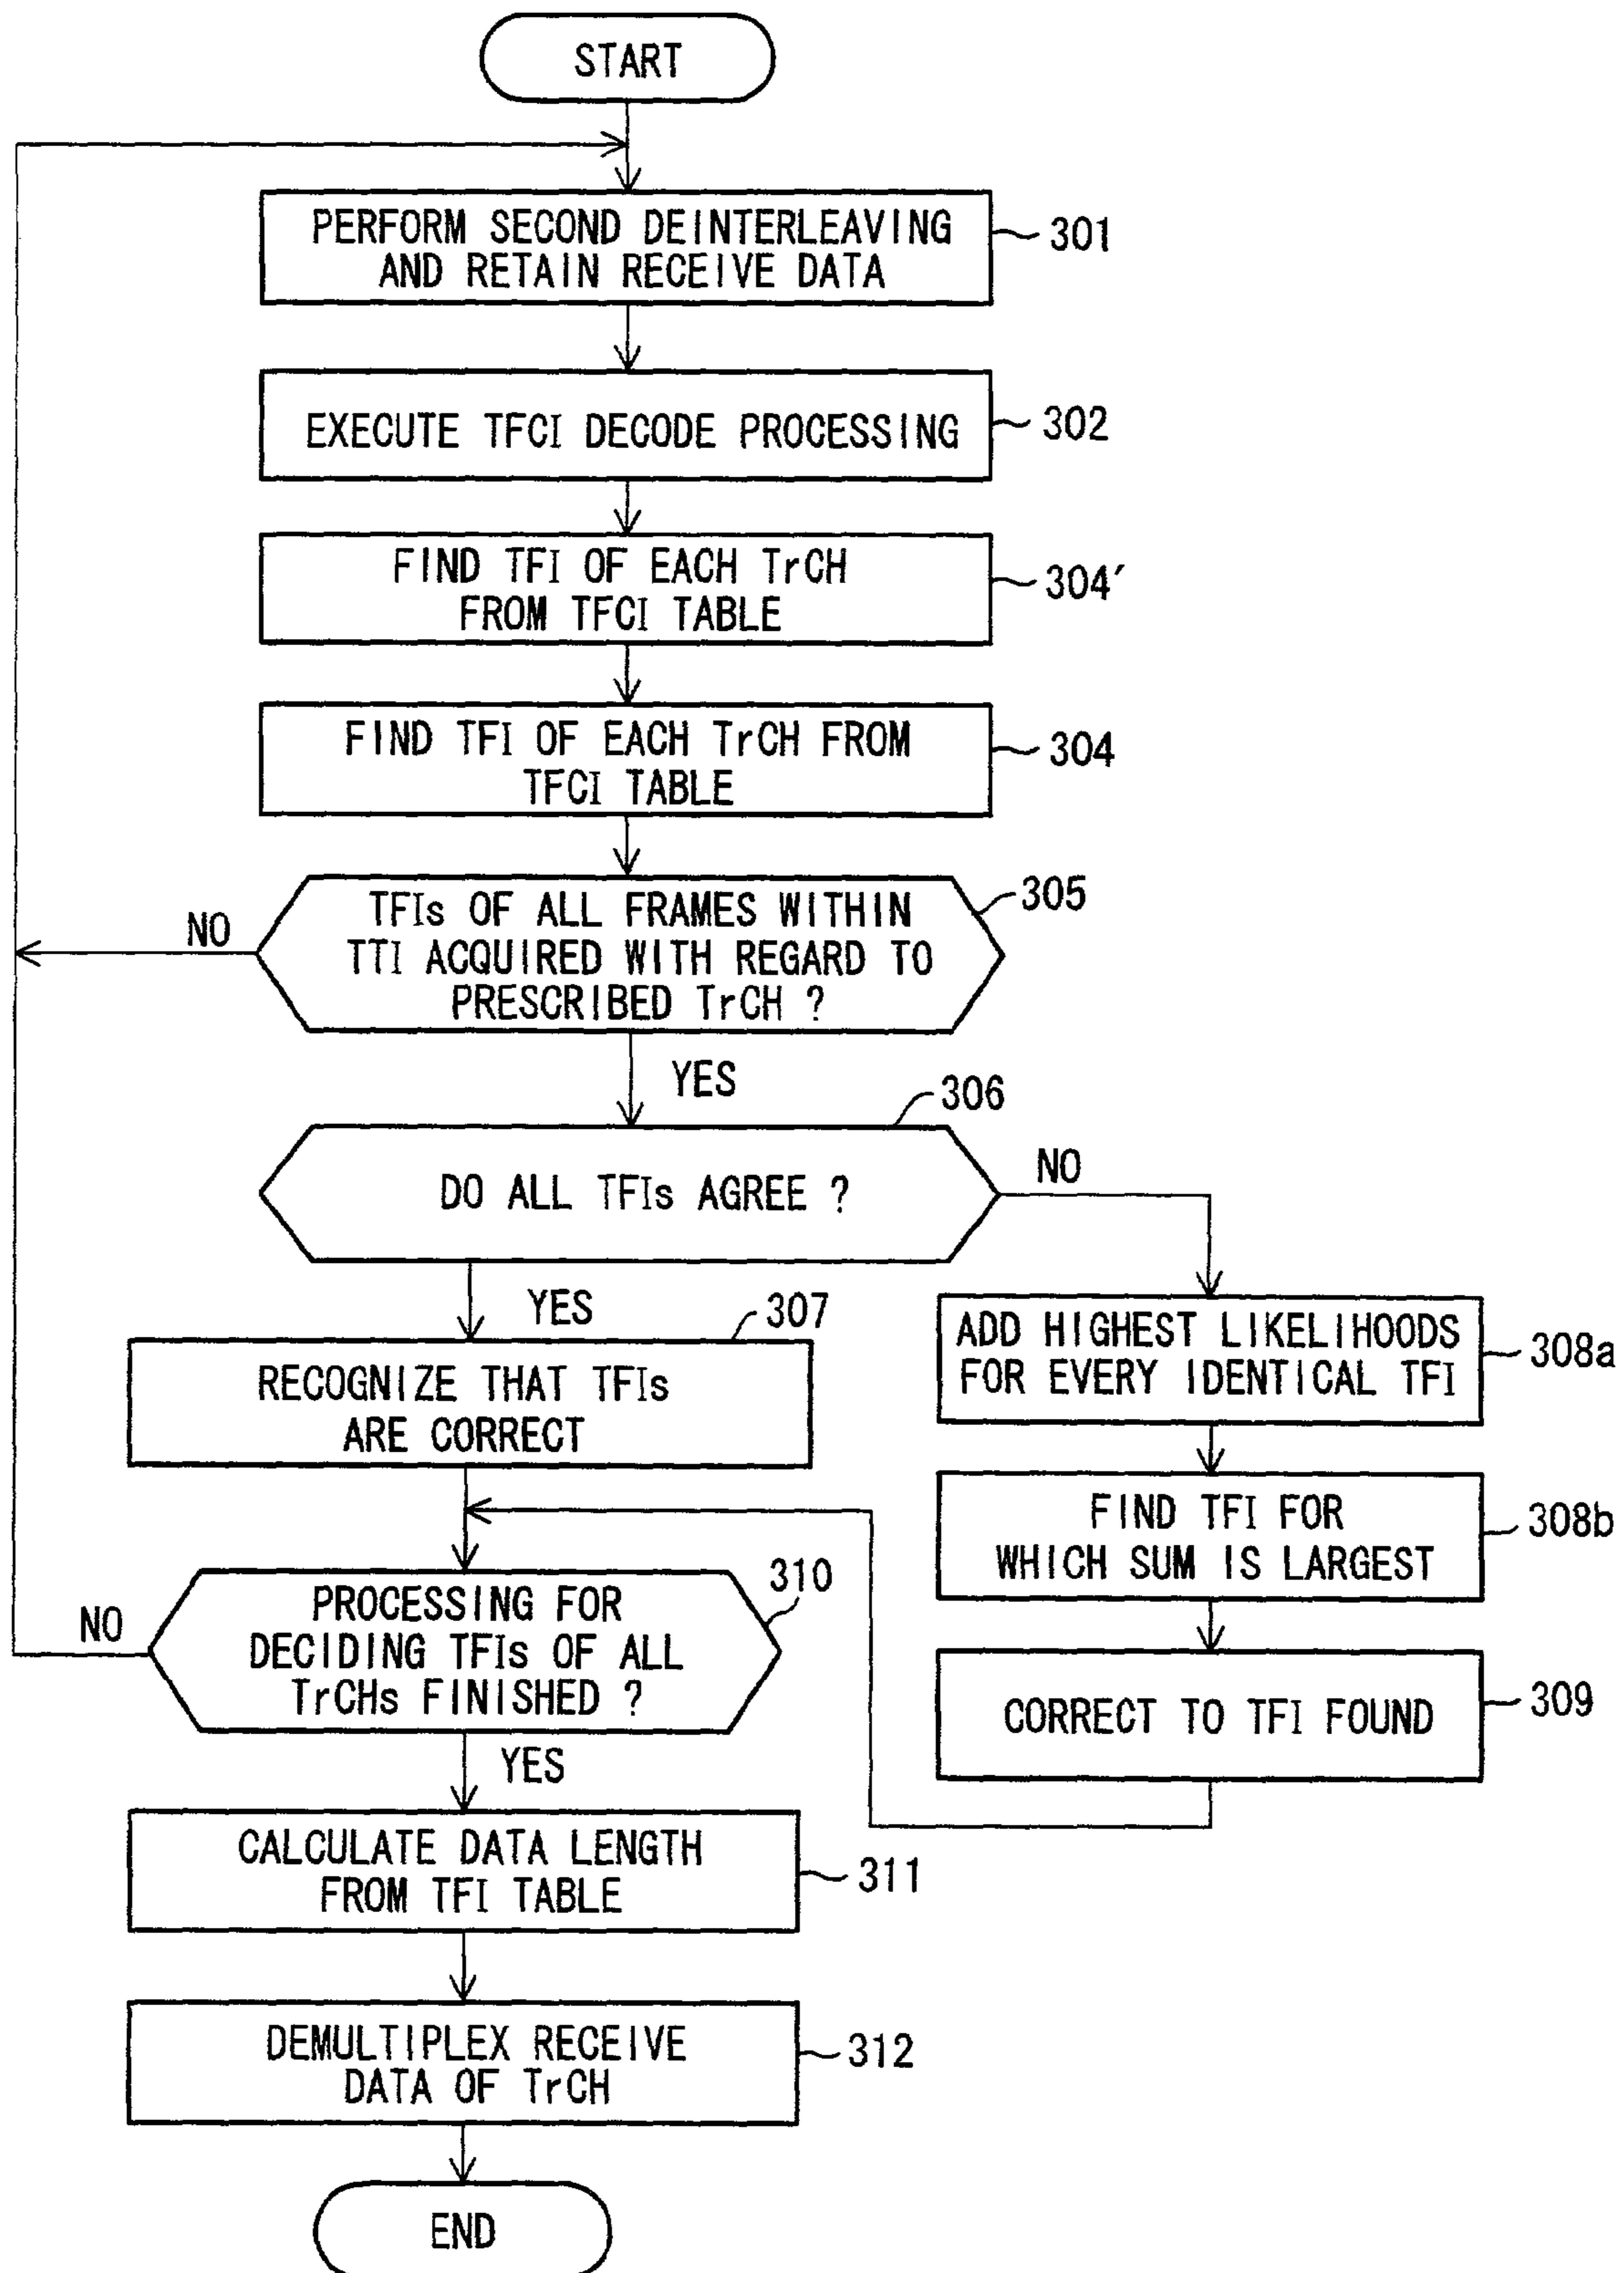 START
PERFORM SECOND DEINTERLEAVING
AND RETAIN RECEIVE DATA
301
EXECUTE TFCI DECODE PROCESSING
302
FIND TFI OF EACH TrCH
FROM TFCI TABLE
304′
FIND TFI OF EACH TrCH FROM
TFCI TABLE
304
TFIs OF ALL FRAMES WITHIN
TTI ACQUIRED WITH REGARD TO
PRESCRIBED TrCH ?
305
NO
YES
306
DO ALL TFIs AGREE ?
NO
YES
307
RECOGNIZE THAT TFIs
ARE CORRECT
ADD HIGHEST LIKELIHOODS
FOR EVERY IDENTICAL TFI
308a
FIND TFI FOR
WHICH SUM IS LARGEST
308b
CORRECT TO TFI FOUND
309
310
PROCESSING FOR
DECIDING TFIs OF ALL
TrCHs FINISHED ?
NO
YES
CALCULATE DATA LENGTH
FROM TFI TABLE
311
DEMULTIPLEX RECEIVE
DATA OF TrCH
312
END